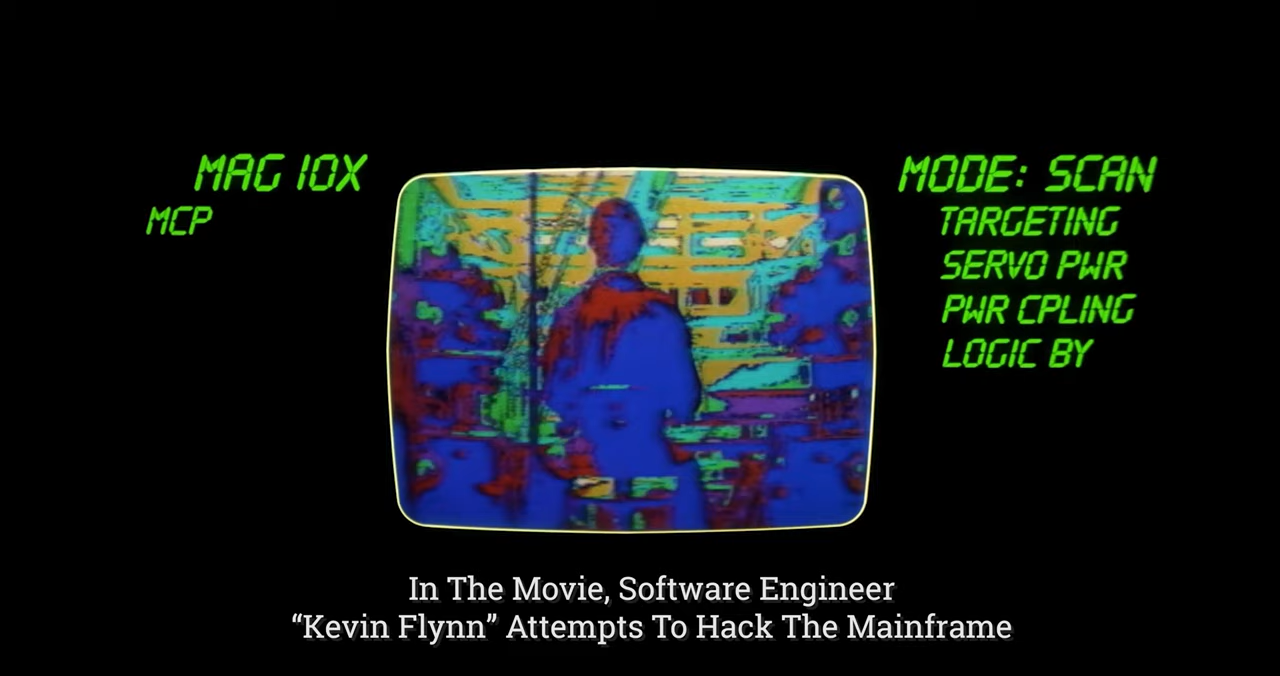 MAG 10X
MCP
MODE: SCAN
TARGETING
SERVO PWR
PWR CPLING
LOGIC BY
In The Movie, Software Engineer
“Kevin Flynn” Attempts To Hack The Mainframe